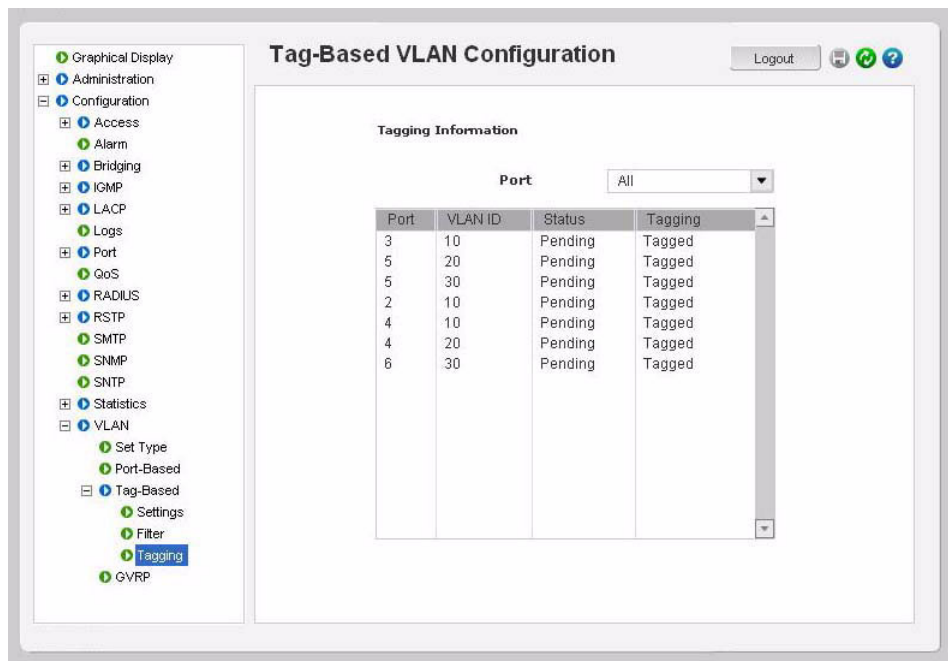 Tag-Based VLAN Configuration
Logout
Graphical Display
Administration
Configuration
Access
Alarm
Bridging
IGMP
LACP
Logs
Port
QoS
RADIUS
RSTP
SMTP
SNMP
SNTP
Statistics
VLAN
Set Type
Port-Based
Tag-Based
Settings
Filter
Tagging
GVRP
Tagging Information
Port All
Port VLAN ID Status Tagging
3 10 Pending Tagged
5 20 Pending Tagged
5 30 Pending Tagged
2 10 Pending Tagged
4 10 Pending Tagged
4 20 Pending Tagged
6 30 Pending Tagged